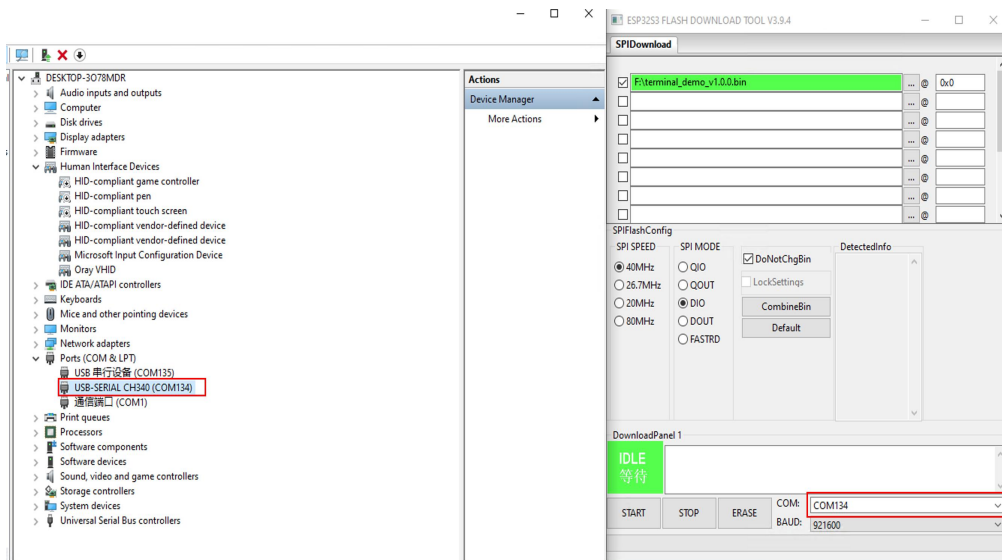 DESKTOP-3O78MDR
Audio inputs and outputs
Computer
Disk drives
Display adapters
Firmware
Human Interface Devices
HID-compliant game controller
HID-compliant pen
HID-compliant touch screen
HID-compliant vendor-defined device
HID-compliant vendor-defined device
Microsoft Input Configuration Device
Oray VHID
IDE ATA/ATAPI controllers
Keyboards
Mice and other pointing devices
Monitors
Network adapters
Ports (COM & LPT)
USB 串行设备 (COM135)
USB-SERIAL CH340 (COM134)
通信端口 (COM1)
Print queues
Processors
Software components
Software devices
Sound, video and game controllers
Storage controllers
System devices
Universal Serial Bus controllers
Actions
Device Manager
More Actions
ESP32S3 FLASH DOWNLOAD TOOL V3.9.4
SPIDownload
F:\terminal_demo_v1.0.0.bin ... @ 0x0
... @
... @
... @
... @
... @
... @
... @
SPIFlashConfig
SPI SPEED
40MHz
26.7MHz
20MHz
80MHz
SPI MODE
QIO
QOUT
DIO
DOUT
FASTRD
DoNotChgBin
LockSettings
CombineBin
Default
DetectedInfo
DownloadPanel 1
IDLE
等待
START STOP ERASE
COM: COM134
BAUD: 921600